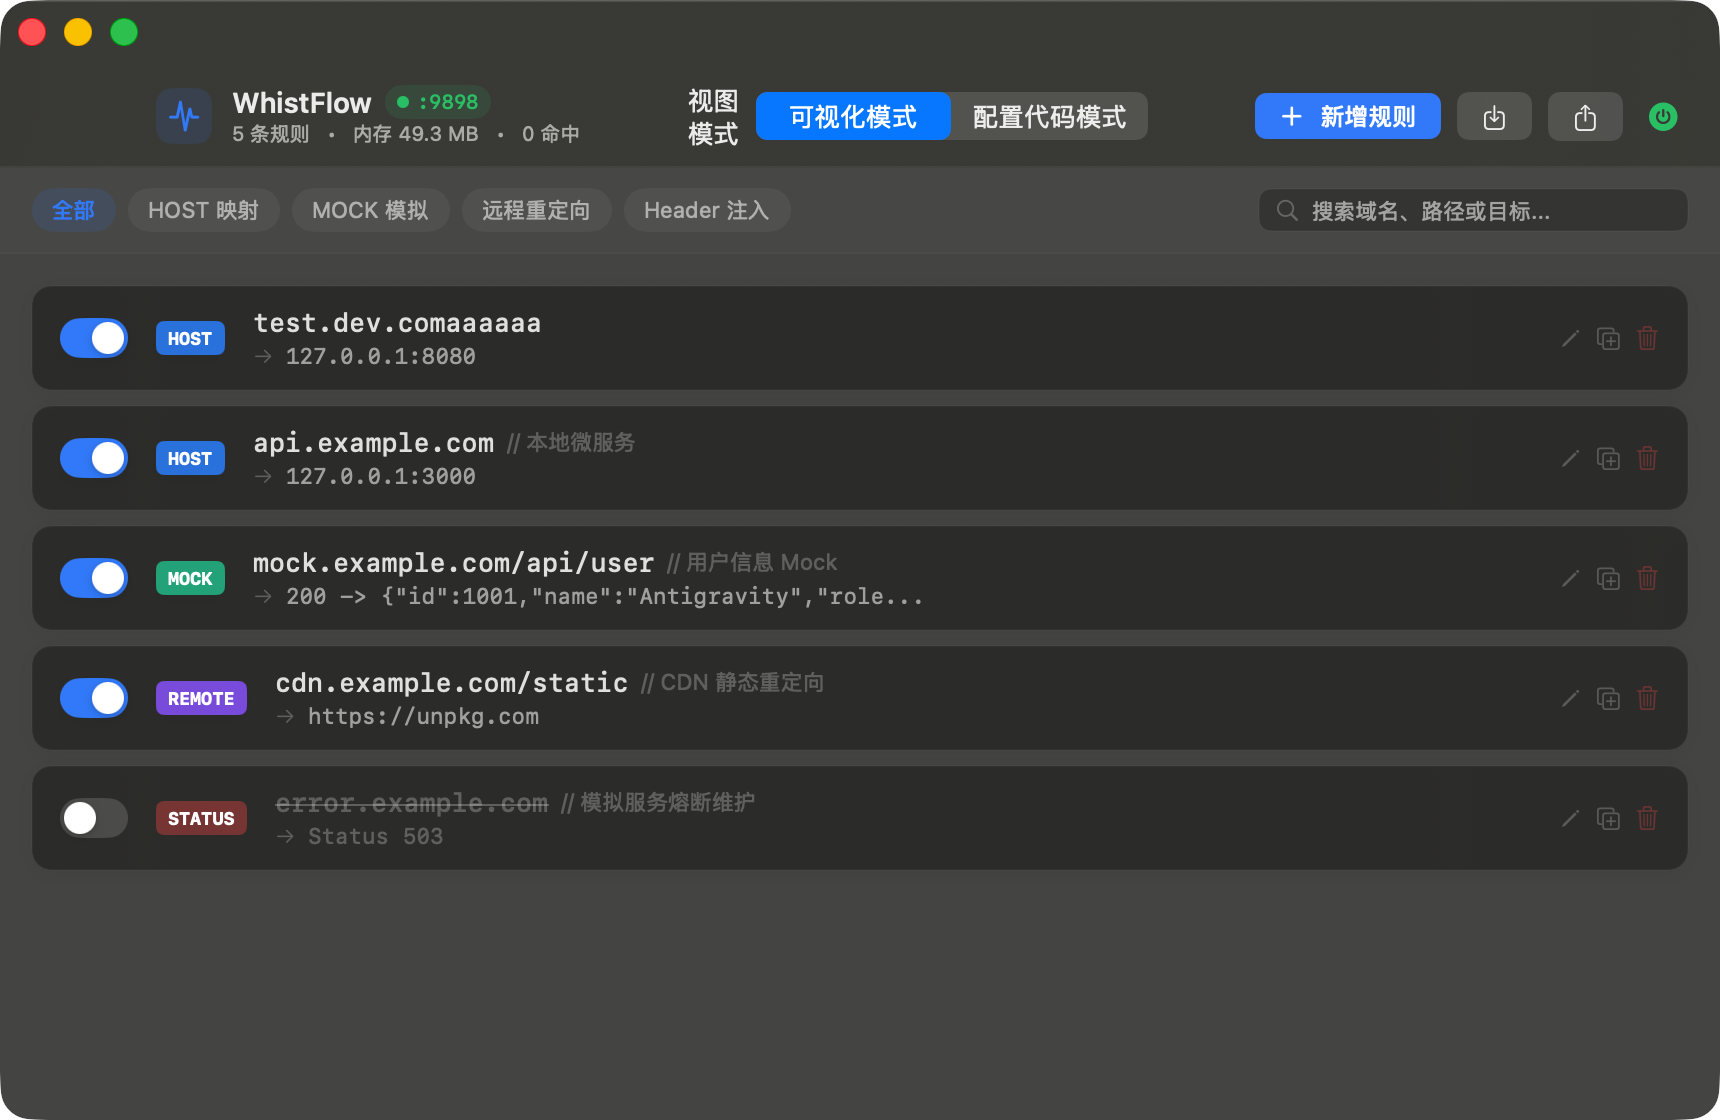 WhistFlow :9898
5 条规则 • 内存 49.3 MB • 0 命中
视图
模式
可视化模式 配置代码模式
新增规则
全部 HOST 映射 MOCK 模拟 远程重定向 Header 注入
搜索域名、路径或目标...
HOST
test.dev.comaaaaaa
→ 127.0.0.1:8080
HOST
api.example.com // 本地微服务
→ 127.0.0.1:3000
MOCK
mock.example.com/api/user // 用户信息 Mock
→ 200 -> {"id":1001,"name":"Antigravity","role...
REMOTE
cdn.example.com/static // CDN 静态重定向
→ https://unpkg.com
STATUS
error.example.com // 模拟服务熔断维护
→ Status 503